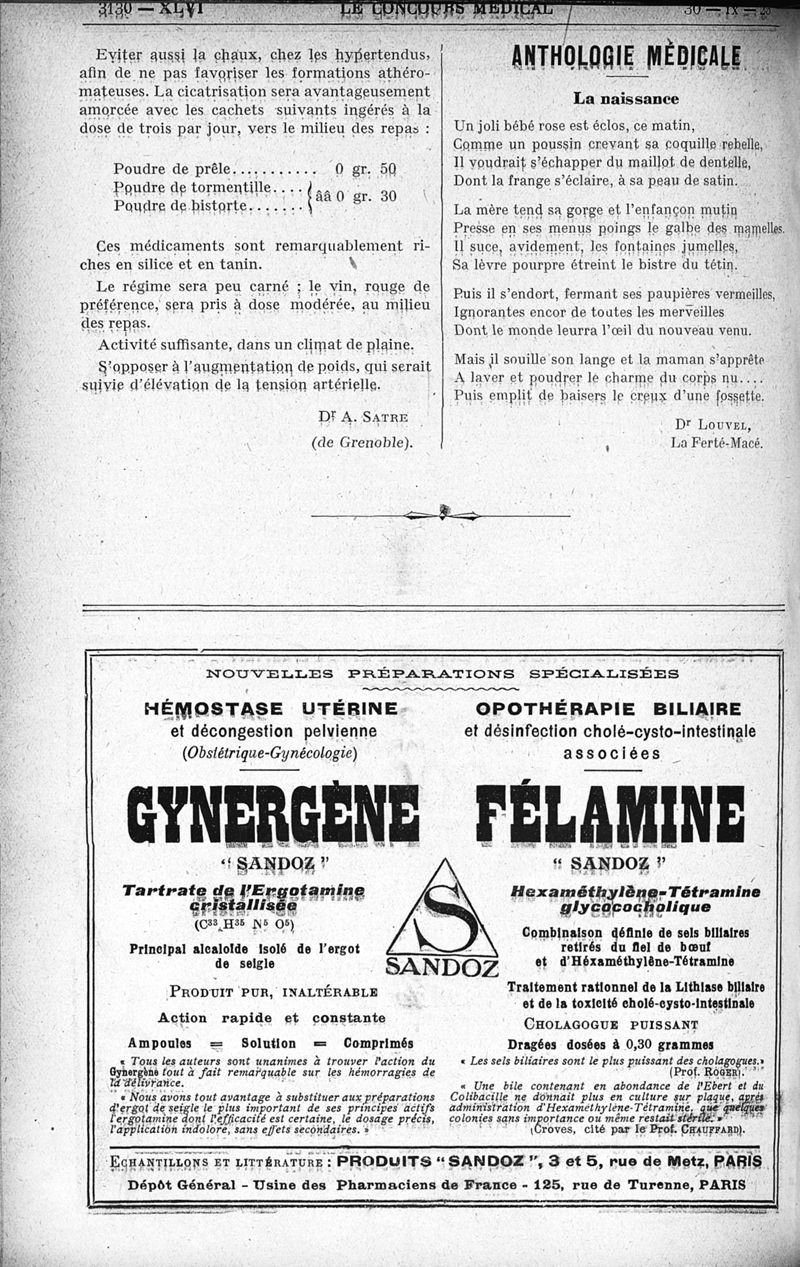 3130 — XLVI
LE CONCOURS MÉDICAL
30 — IX — 25
Eviter aussi la chaux, chez les hypertendus,
afin de ne pas favoriser les formations athéro-
mateuses. La cicatrisation sera avantageusement
amorcée avec les cachets suivants ingérés à la
dose de trois par jour, vers le milieu des repas :
Poudre de prêle........... 0 gr. 50
Poudre de tormentille....
Poudre de bistorte.......
ââ 0 gr. 30
Ces médicaments sont remarquablement ri-
ches en silice et en tanin.
Le régime sera peu carné ; le vin, rouge de
préférence, sera pris à dose modérée, au milieu
des repas.
Activité suffisante, dans un climat de plaine.
S'opposer à l'augmentation de poids, qui serait
suivie d'élévation de la tension artérielle.
Dr A. SATRE
(de Grenoble).
ANTHOLOGIE MÉDICALE
La naissance
Un joli bébé rose est éclos, ce matin,
Comme un poussin crevant sa coquille rebelle,
Il voudrait s'échapper du maillot de dentelle,
Dont la frange s'éclaire, à sa peau de satin.
La mère tend sa gorge et l'enfançon mutin
Presse en ses menus poings le galbe des mamelles.
Il suce, avidement, les fontaines jumelles,
Sa lèvre pourpre étreint le bistre du tétin.
Puis il s'endort, fermant ses paupières vermeilles,
Ignorantes encor de toutes les merveilles
Dont le monde leurra l'œil du nouveau venu.
Mais il souille son lange et la maman s'apprête
A laver et poudrer le charme du corps nu....
Puis emplit de baisers le creux d'une fossette.
Dr LOUVEL,
La Ferté-Macé.
NOUVELLES PRÉPARATIONS SPÉCIALISÉES
HÉMOSTASE UTÉRINE
et décongestion pelvienne
(Obstétrique-Gynécologie)
GYNERGÈNE
“ SANDOZ ”
Tartrate de l'Ergotamine
cristallisée
(C33 H35 N5 O5)
Principal alcaloïde isolé de l'ergot
de seigle
PRODUIT PUR, INALTÉRABLE
Action rapide et constante
Ampoules = Solution = Comprimés
« Tous les auteurs sont unanimes à trouver l'action du
Gynergène tout à fait remarquable sur les hémorragies de
la délivrance.
« Nous avons tout avantage à substituer aux préparations
d'ergot de seigle le plus important de ses principes actifs
l'ergotamine dont l'efficacité est certaine, le dosage précis,
l'application indolore, sans effets secondaires. »
S
SANDOZ
OPOTHÉRAPIE BILIAIRE
et désinfection cholé-cysto-intestinale
associées
FÉLAMINE
“ SANDOZ ”
Hexaméthylène-Tétramine
glycocholique
Combinaison définie de sels biliaires
retirés du fiel de bœuf
et d'Héxaméthylène-Tétramine
Traitement rationnel de la Lithiase biliaire
et de la toxicité cholé-cysto-intestinale
CHOLAGOGUE PUISSANT
Dragées dosées à 0,30 grammes
« Les sels biliaires sont le plus puissant des cholagogues.»
(Prof. ROGER).
« Une bile contenant en abondance de l'Ebert et du
Colibacille ne donnait plus en culture sur plaque, après
administration d'Hexaméthylène-Tétramine, que quelques
colonies sans importance ou même restait stérile. »
(Croves, cité par le Prof. CHAUFFARD).
ECHANTILLONS ET LITTÉRATURE : PRODUITS “ SANDOZ ”, 3 et 5, rue de Metz, PARIS
Dépôt Général - Usine des Pharmaciens de France - 125, rue de Turenne, PARIS